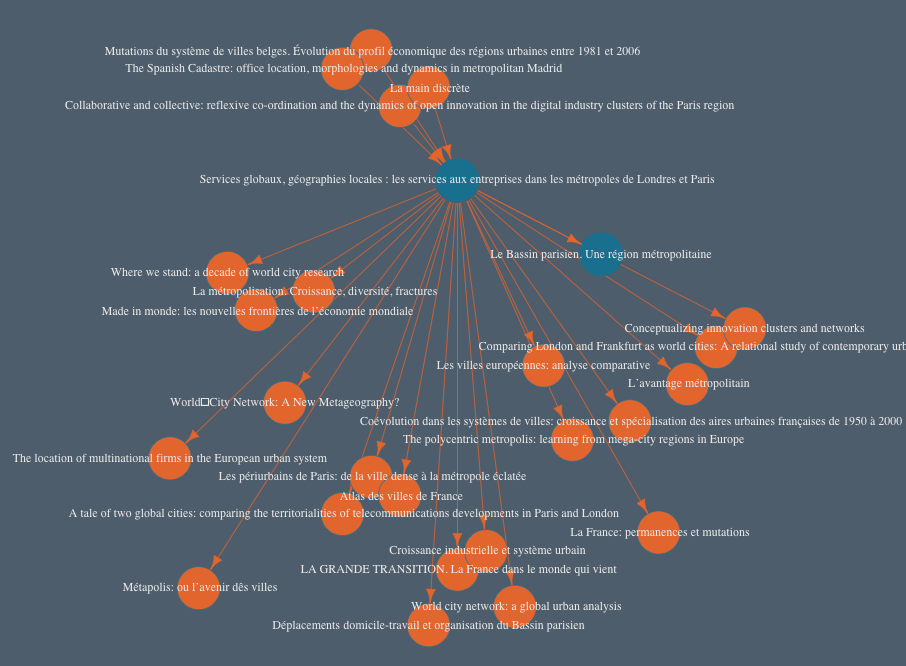 Mutations du système de villes belges. Évolution du profil économique des régions urbaines entre 1981 et 2006
The Spanish Cadastre: office location, morphologies and dynamics in metropolitan Madrid
La main discrète
Collaborative and collective: reflexive co-ordination and the dynamics of open innovation in the digital industry clusters of the Paris region
Services globaux, géographies locales : les services aux entreprises dans les métropoles de Londres et Paris
Le Bassin parisien. Une région métropolitaine
Where we stand: a decade of world city research
La métropolisation. Croissance, diversité, fractures
Made in monde: les nouvelles frontières de l'économie mondiale
Conceptualizing innovation clusters and networks
Comparing London and Frankfurt as world cities: A relational study of contemporary urb
Les villes européennes: analyse comparative
L'avantage métropolitain
World□City Network: A New Metageography?
Coévolution dans les systèmes de villes: croissance et spécialisation des aires urbaines françaises de 1950 à 2000
The polycentric metropolis: learning from mega-city regions in Europe
The location of multinational firms in the European urban system
Les périurbains de Paris: de la ville dense à la métropole éclatée
Atlas des villes de France
A tale of two global cities: comparing the territorialities of telecommunications developments in Paris and London
La France: permanences et mutations
Croissance industrielle et système urbain
LA GRANDE TRANSITION. La France dans le monde qui vient
Métapolis: ou l'avenir dês villes
World city network: a global urban analysis
Déplacements domicile-travail et organisation du Bassin parisien